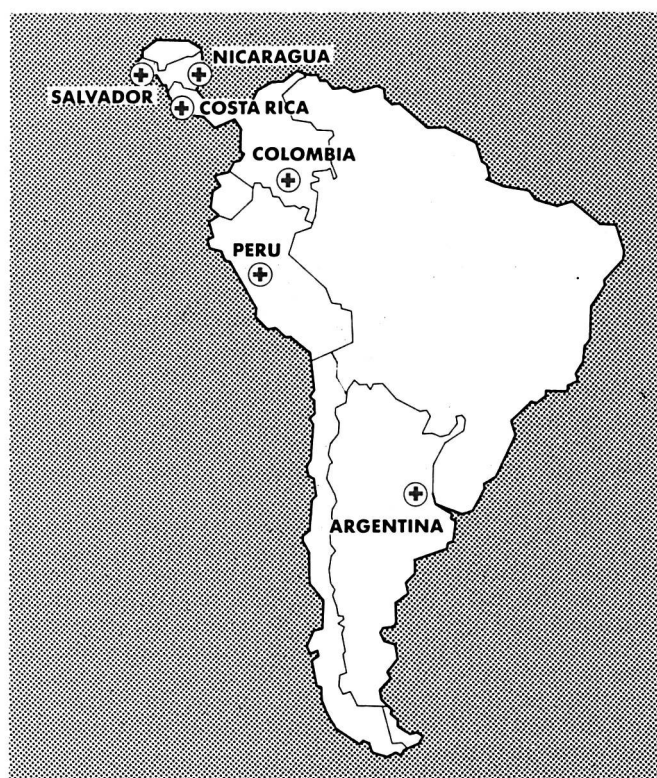 NICARAGUA
SALVADOR
COSTA RICA
COLOMBIA
PERU
ARGENTINA